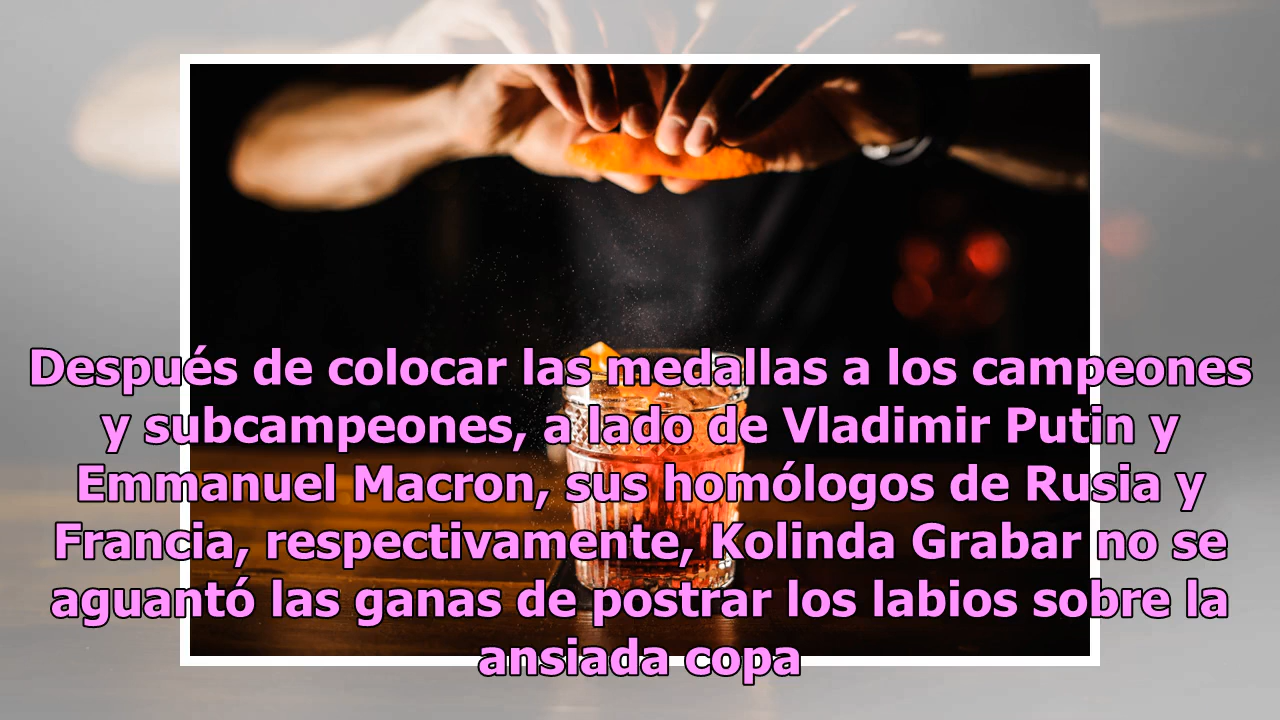 Después de colocar las medallas a los campeones
y subcampeones, a lado de Vladimir Putin y
Emmanuel Macron, sus homólogos de Rusia y
Francia, respectivamente, Kolinda Grabar no se
aguantó las ganas de postrar los labios sobre la
ansiada copa